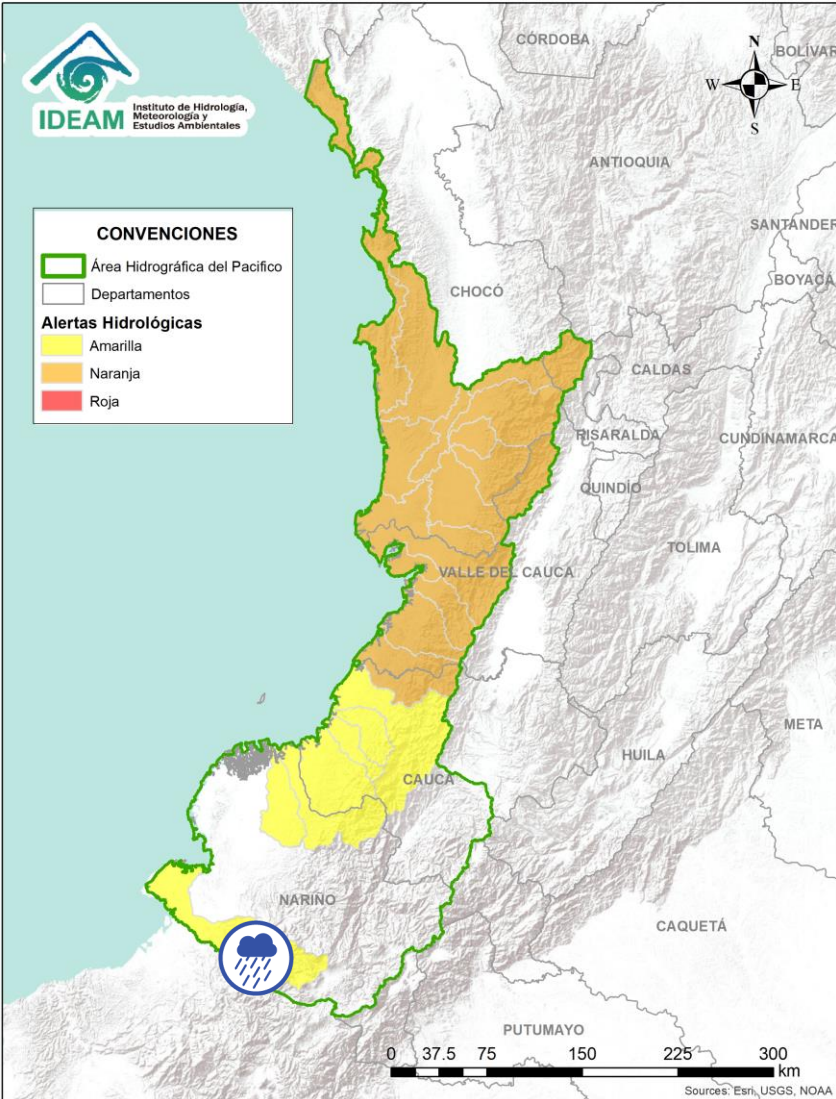 IDEAM
Instituto de Hidrología,
Meteorología y
Estudios Ambientales
N
W
E
S
CONVENCIONES
Área Hidrográfica del Pacifico
Departamentos
Alertas Hidrológicas
Amarilla
Naranja
Roja
CÓRDOBA
BOLÍVAR
ANTIOQUIA
SANTANDER
BOYACÁ
CHOCÓ
CALDAS
RISARALDA
CUNDINAMARCA
QUINDÍO
TOLIMA
VALLE DEL CAUCA
META
HUILA
CAUCA
NARIÑO
CAQUETÁ
PUTUMAYO
0 37.5 75 150 225 300
km
Sources: Esri, USGS, NOAA